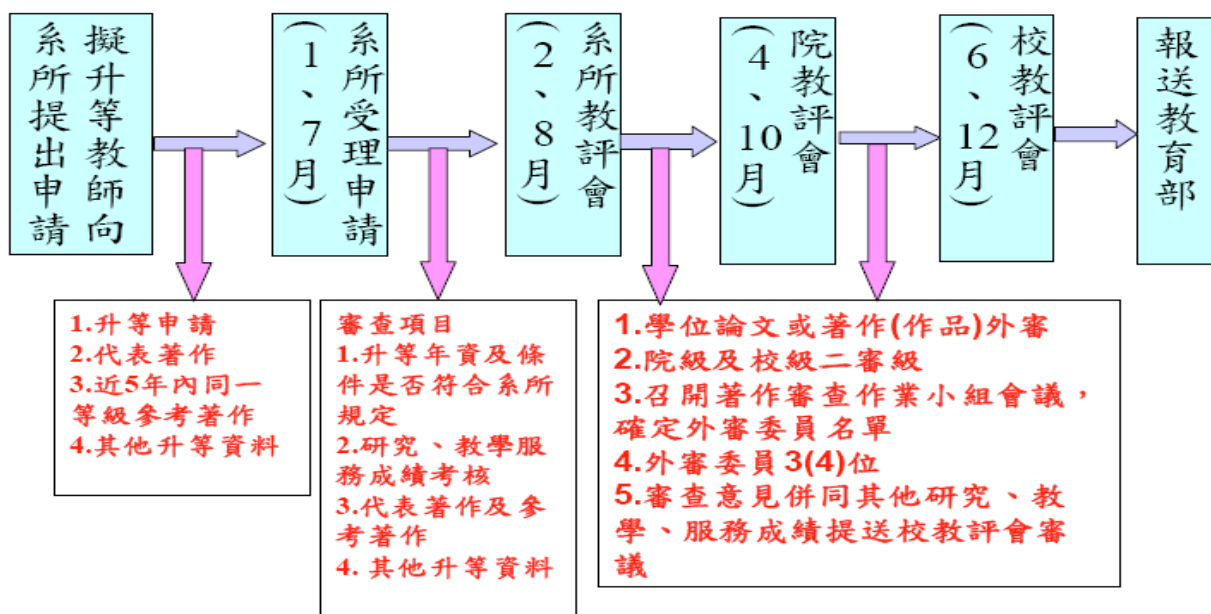 擬升等教師向
系所提出申請
系所受理申請
(1、7月)
系所教評會
(2、8月)
院教評會
(4、10月)
校教評會
(6、12月)
報送教育部
1.升等申請
2.代表著作
3.近5年內同一
等級參考著作
4.其他升等資料
審查項目
1.升等年資及條
件是否符合系所
規定
2.研究、教學服
務成績考核
3.代表著作及參
考著作
4. 其他升等資料
1.學位論文或著作(作品)外審
2.院級及校級二審級
3.召開著作審查作業小組會議，
確定外審委員名單
4.外審委員3(4)位
5.審查意見併同其他研究、教
學、服務成績提送校教評會審
議